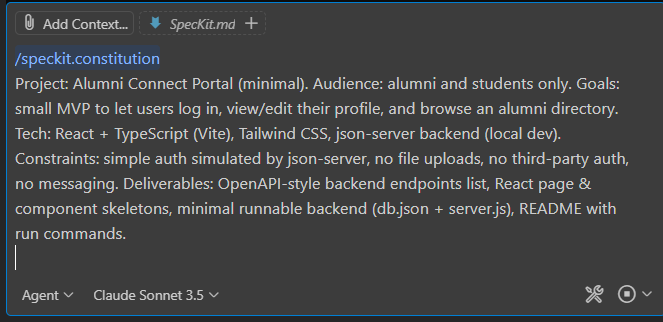 Add Context...
SpecKit.md
/speckit.constitution
Project: Alumni Connect Portal (minimal). Audience: alumni and students only. Goals:
small MVP to let users log in, view/edit their profile, and browse an alumni directory.
Tech: React + TypeScript (Vite), Tailwind CSS, json-server backend (local dev).
Constraints: simple auth simulated by json-server, no file uploads, no third-party auth,
no messaging. Deliverables: OpenAPI-style backend endpoints list, React page &
component skeletons, minimal runnable backend (db.json + server.js), README with
run commands.
Agent Claude Sonnet 3.5